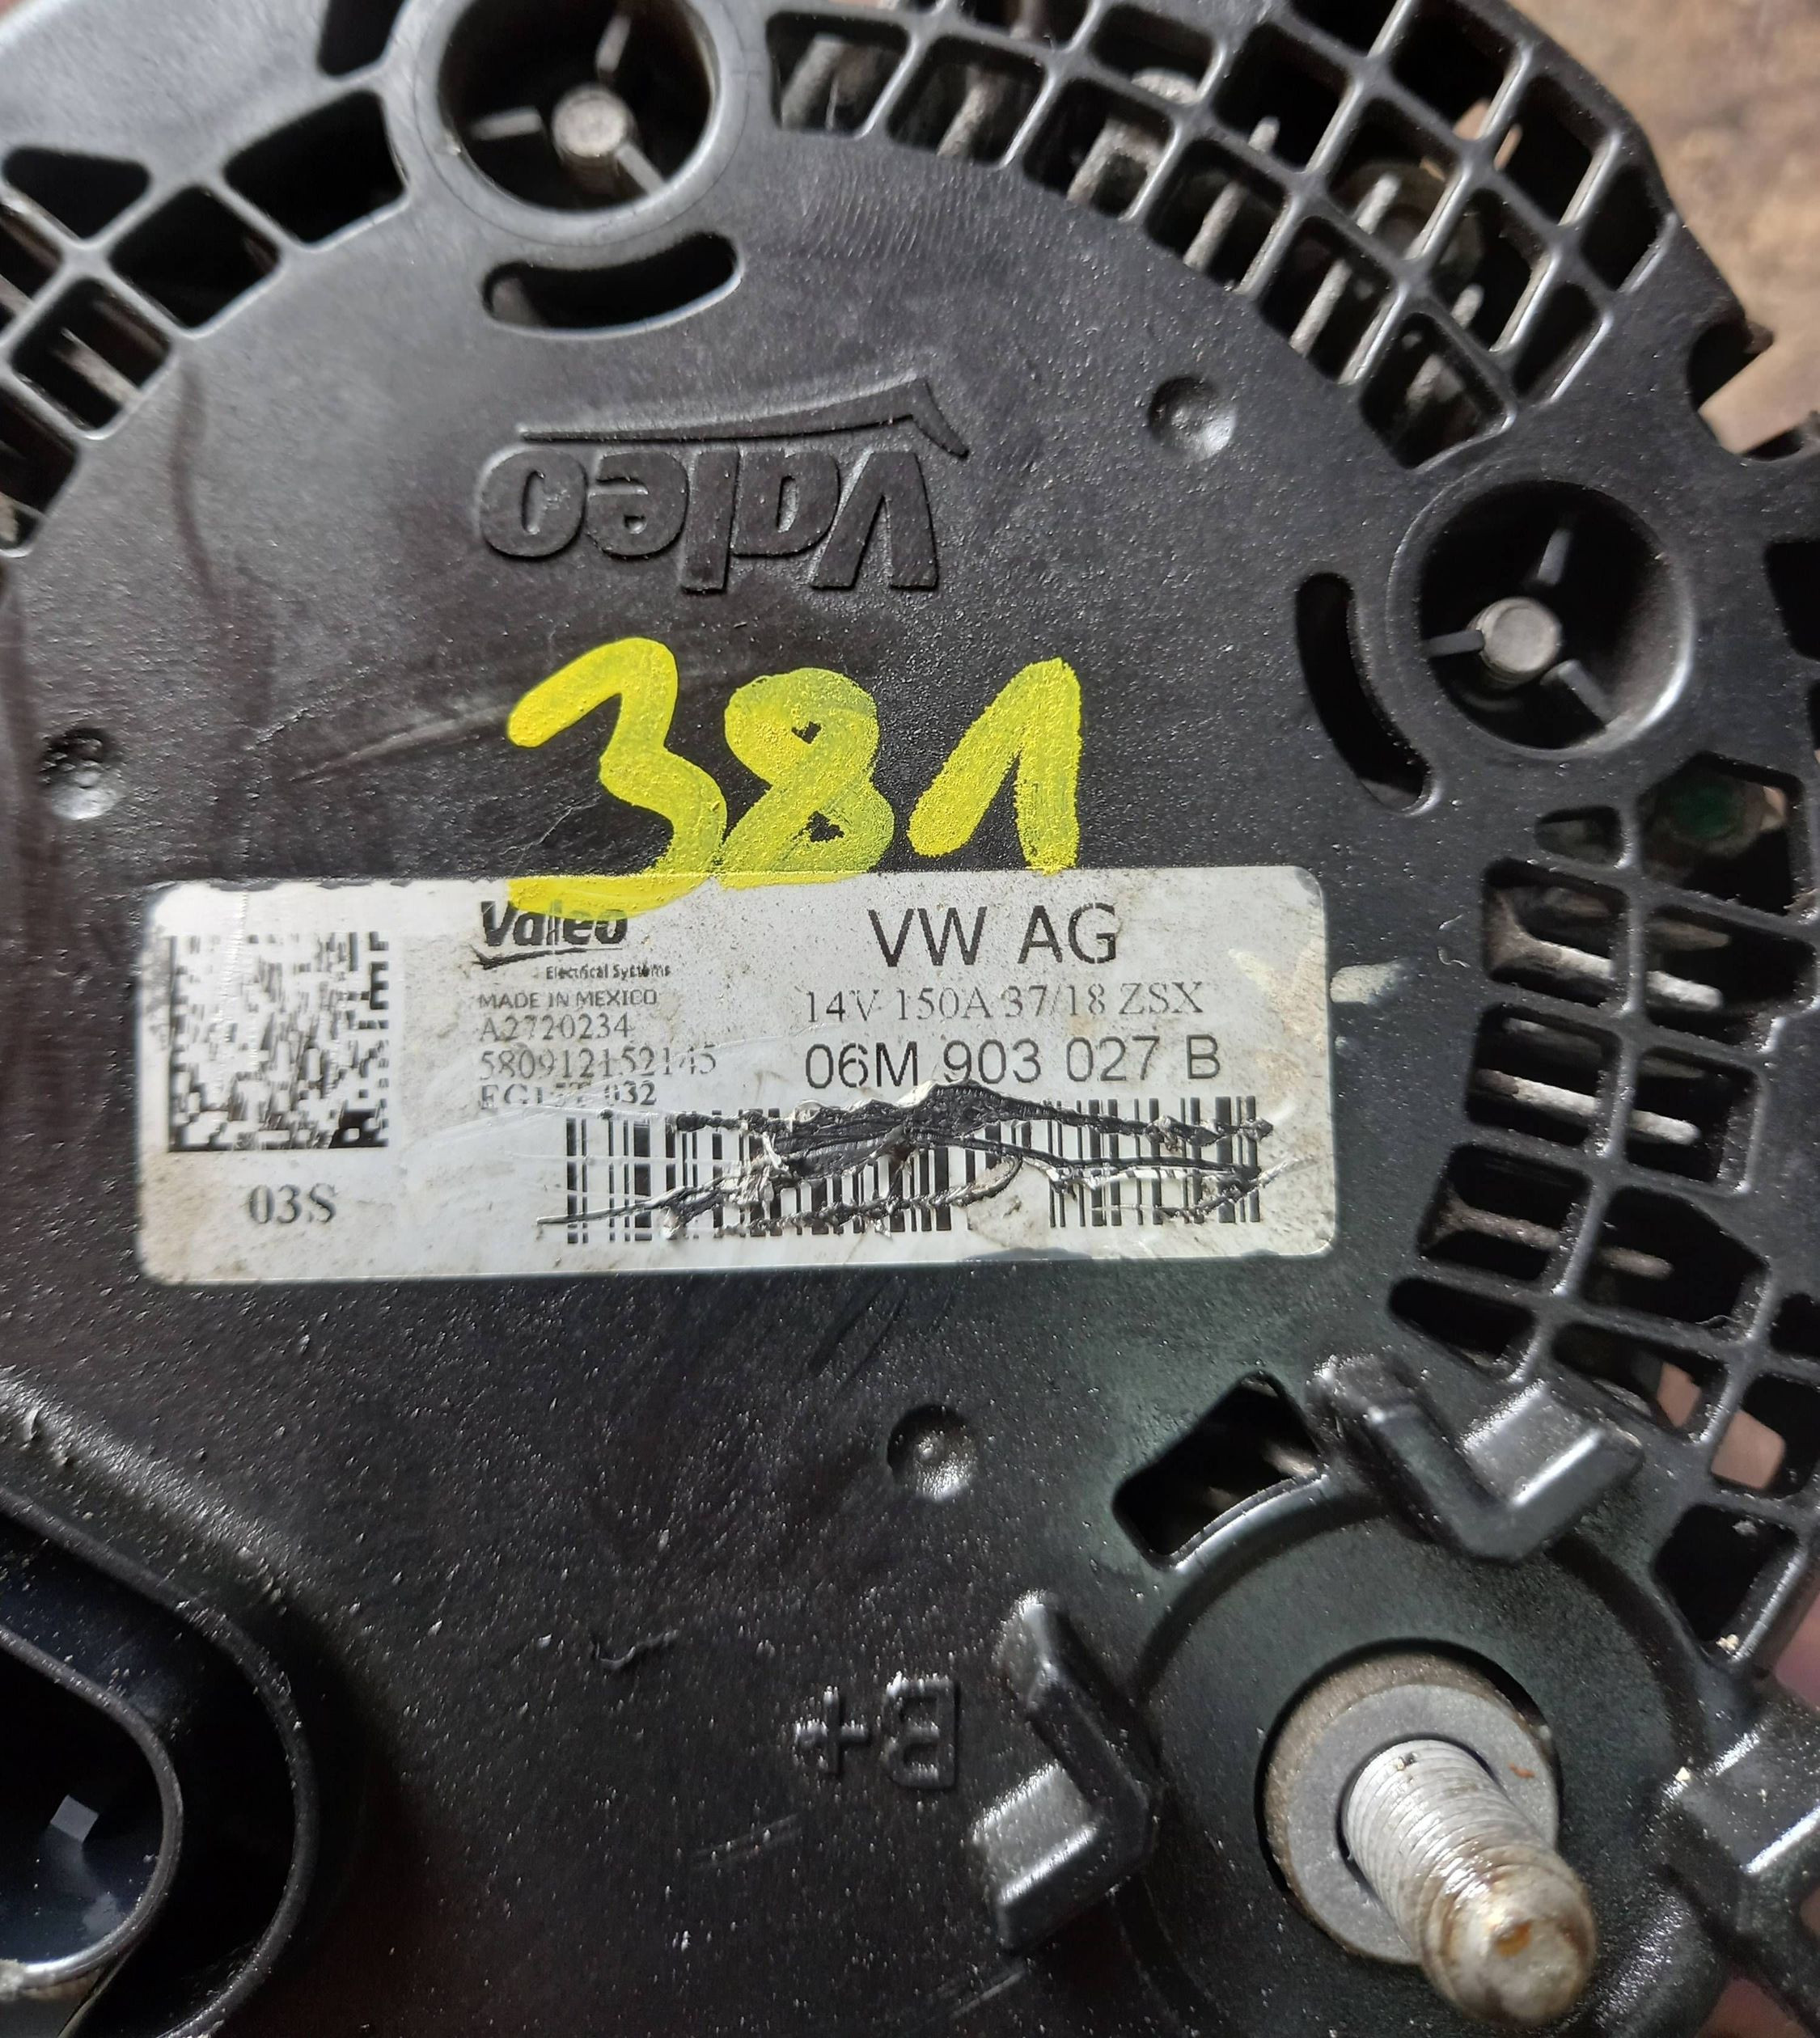 Valeo
381
Valeo
Electrical Systems
MADE IN MEXICO
A2720234
580912152145
032
03S
VW AG
14V 150A 37/18 ZSX
06M 903 027 B
B+